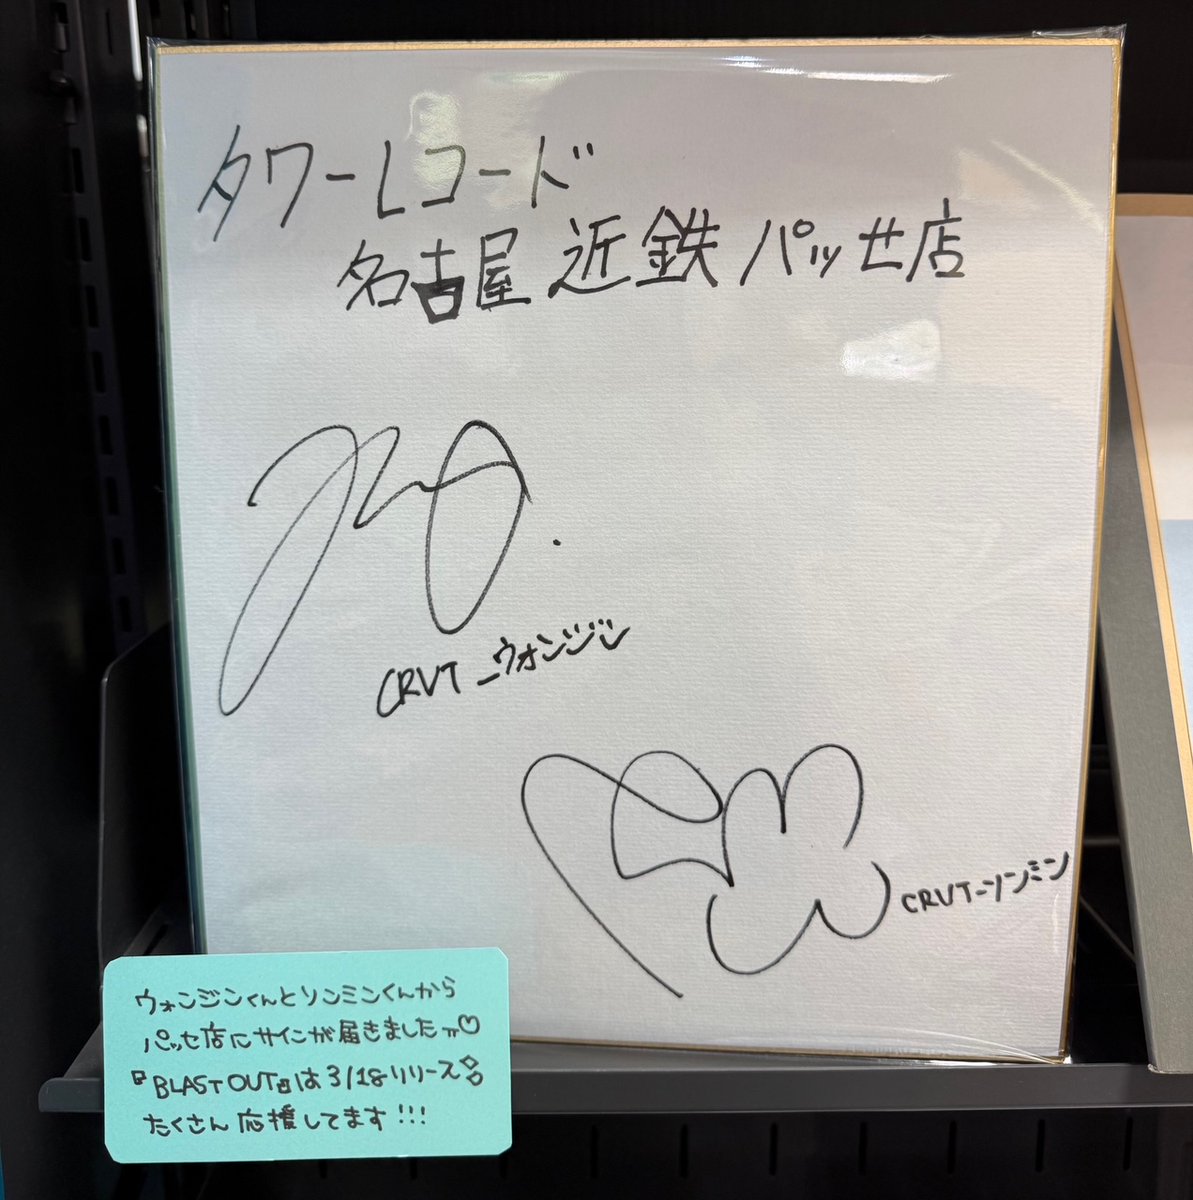 タワーレコード
名古屋 近鉄 パッセ店
CRVT_ウォンジン
CRVT_ソンミン
ウォンジンくんとソンミンくんから
パッセ店にサインが届きましたㅠ♡
『BLAST OUT』は3/18リリース
たくさん応援してます!!!